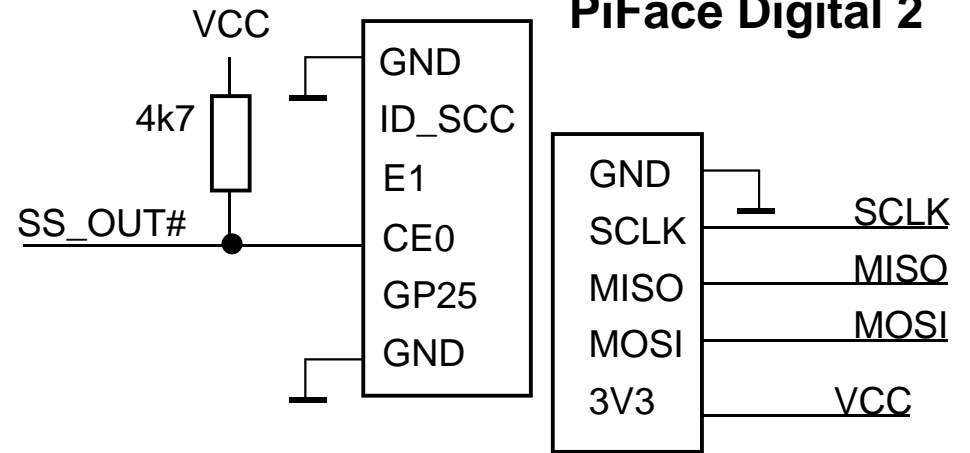 PiFace Digital 2
VCC
4k7
SS_OUT#
GND
ID_SCC
E1
CE0
GP25
GND
GND
SCLK
MISO
MOSI
3V3
SCLK
MISO
MOSI
VCC